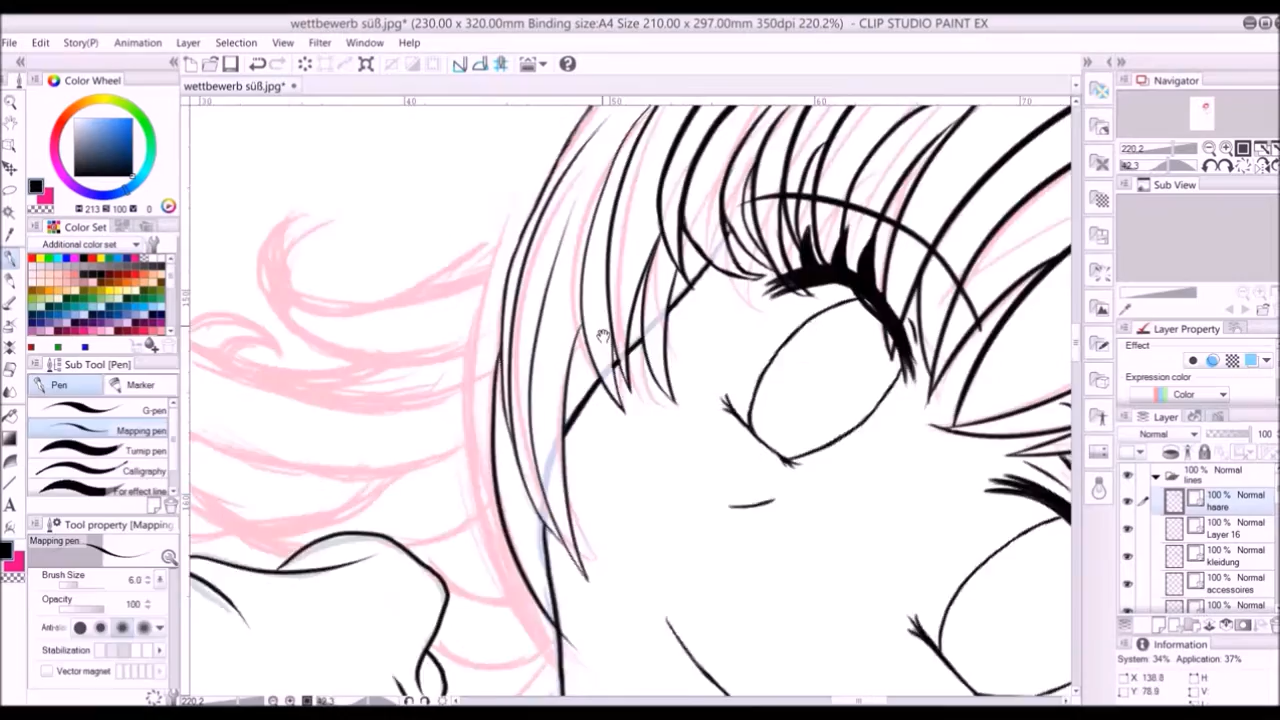 wettbewerb süß.jpg* (230.00 x 320.00mm Binding size:A4 Size 210.00 x 297.00mm 350dpi 220.2%) - CLIP STUDIO PAINT EX
File Edit Story(P) Animation Layer Selection View Filter Window Help
wettbewerb süß.jpg*
Color Wheel
213 100 0
Color Set
Additional color set
Sub Tool [Pen]
Pen Marker
G-pen
Mapping pen
Turnip pen
Calligraphy
For effect line
Tool property [Mapping
Mapping pen
Brush Size 6.0
Opacity 100
Stabilization
Vector magnet
30 40 50 60 70
220.2
Navigator
220.2
Sub View
Layer Property
Effect
Expression color
Color
Layer
Normal 100
100 % Normal
lines
100 % Normal
haare
100 % Normal
Layer 16
100 % Normal
kleidung
100 % Normal
accessoires
100 % Normal
Information
System: 34% Application: 37%
X 138.8 H
Y 78.9 V